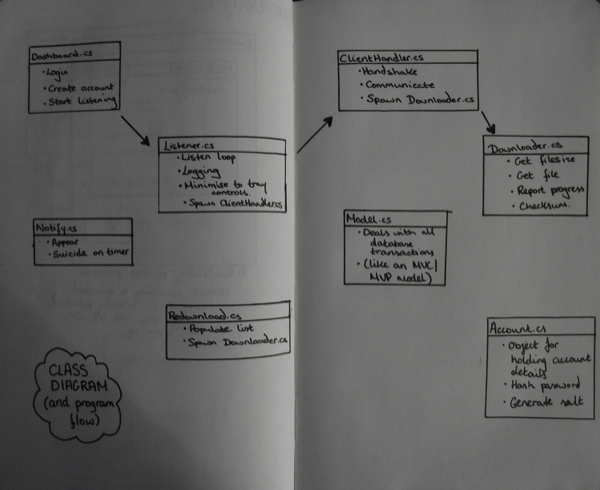 Dashboard.cs
• Login
• Create account
• Start listening
Listener.cs
• Listen loop
• Logging
• Minimise to tray
controls.
• Spawn ClientHandler.cs
Notify.cs
• Appear
• Suicide on timer
Redownload.cs
• Populate list
• Spawn Downloader.cs
CLASS
DIAGRAM
(and program
flow)
ClientHandler.cs
• Handshake
• Communicate
• Spawn Downloader.cs
Downloader.cs
• Get filesize
• Get file
• Report progress
• Checksum.
Model.cs
• Deals with all
database
transactions
• (like an MVC/
MVP model)
Account.cs
• Object for
holding account
details
• Hash password
• Generate salt